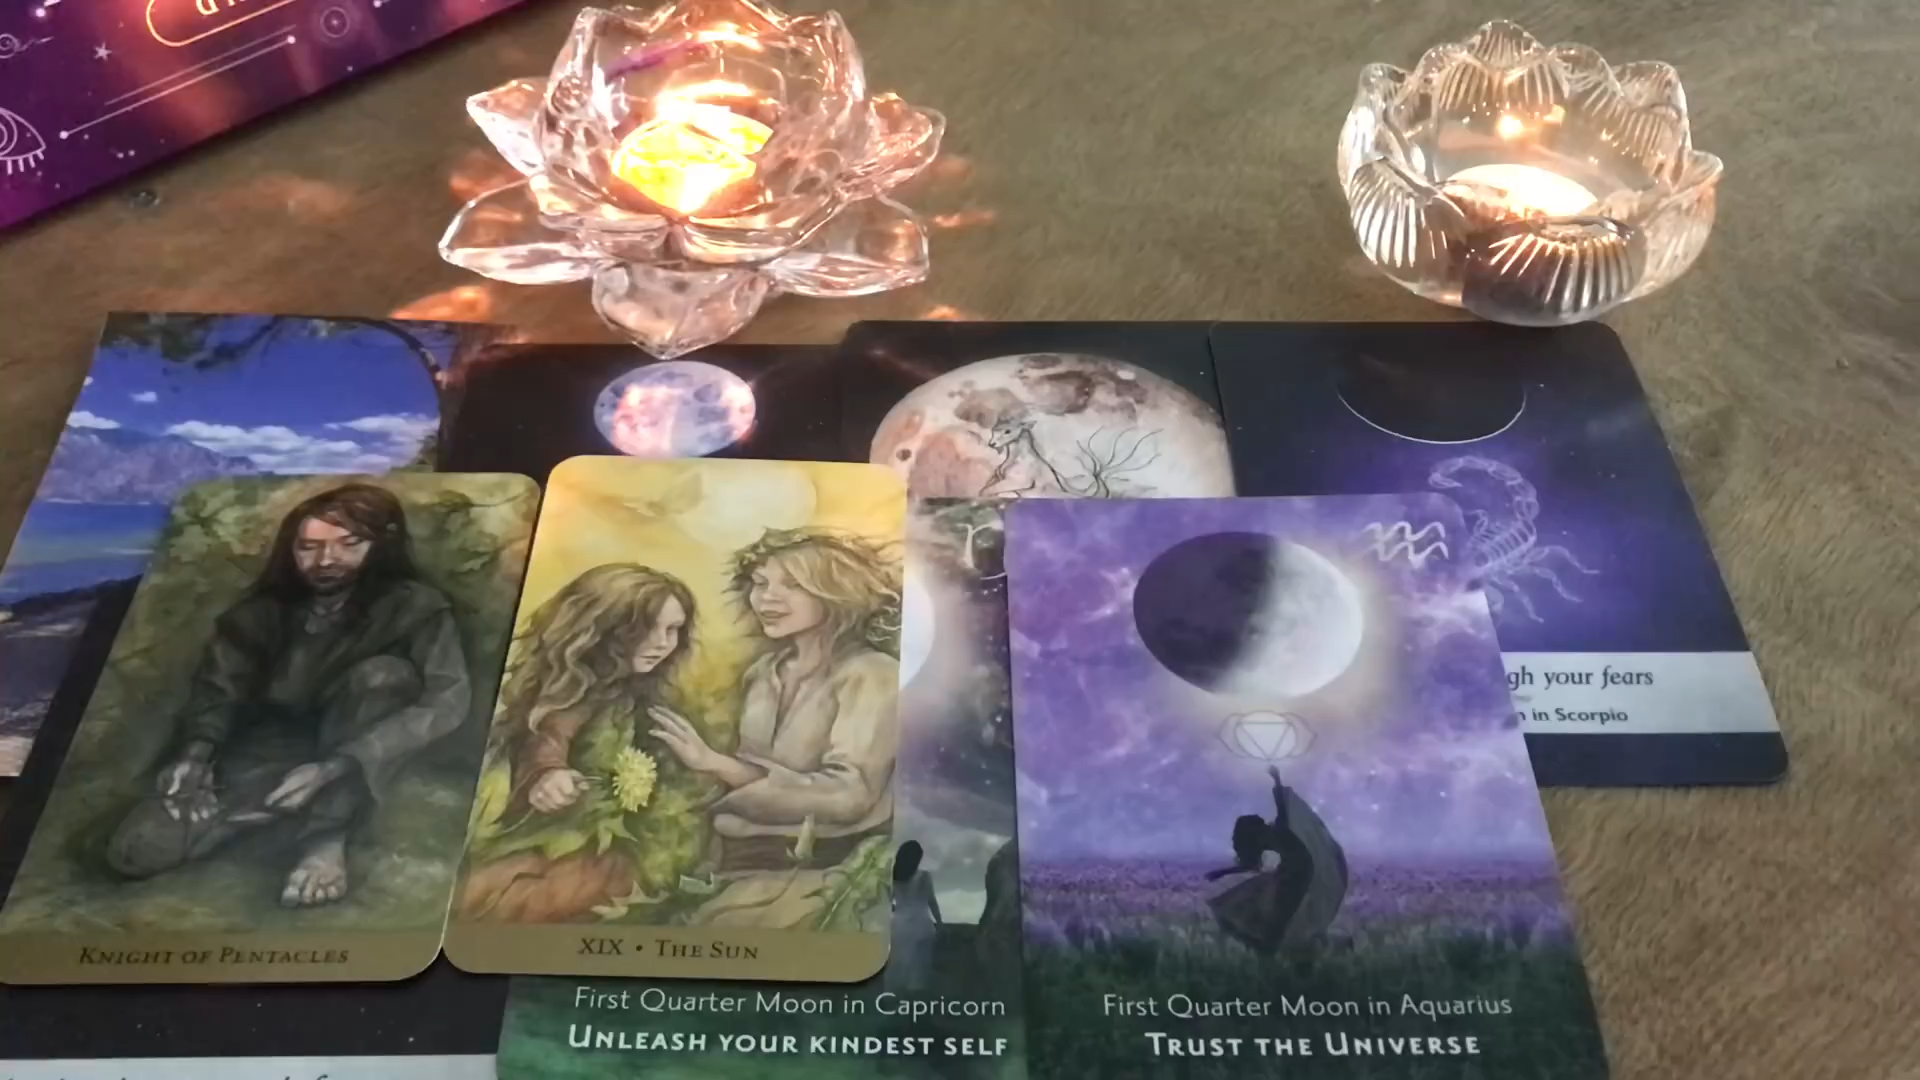 gh your fears
in Scorpio
KNIGHT OF PENTACLES
XIX • THE SUN
First Quarter Moon in Capricorn
UNLEASH YOUR KINDEST SELF
First Quarter Moon in Aquarius
TRUST THE UNIVERSE